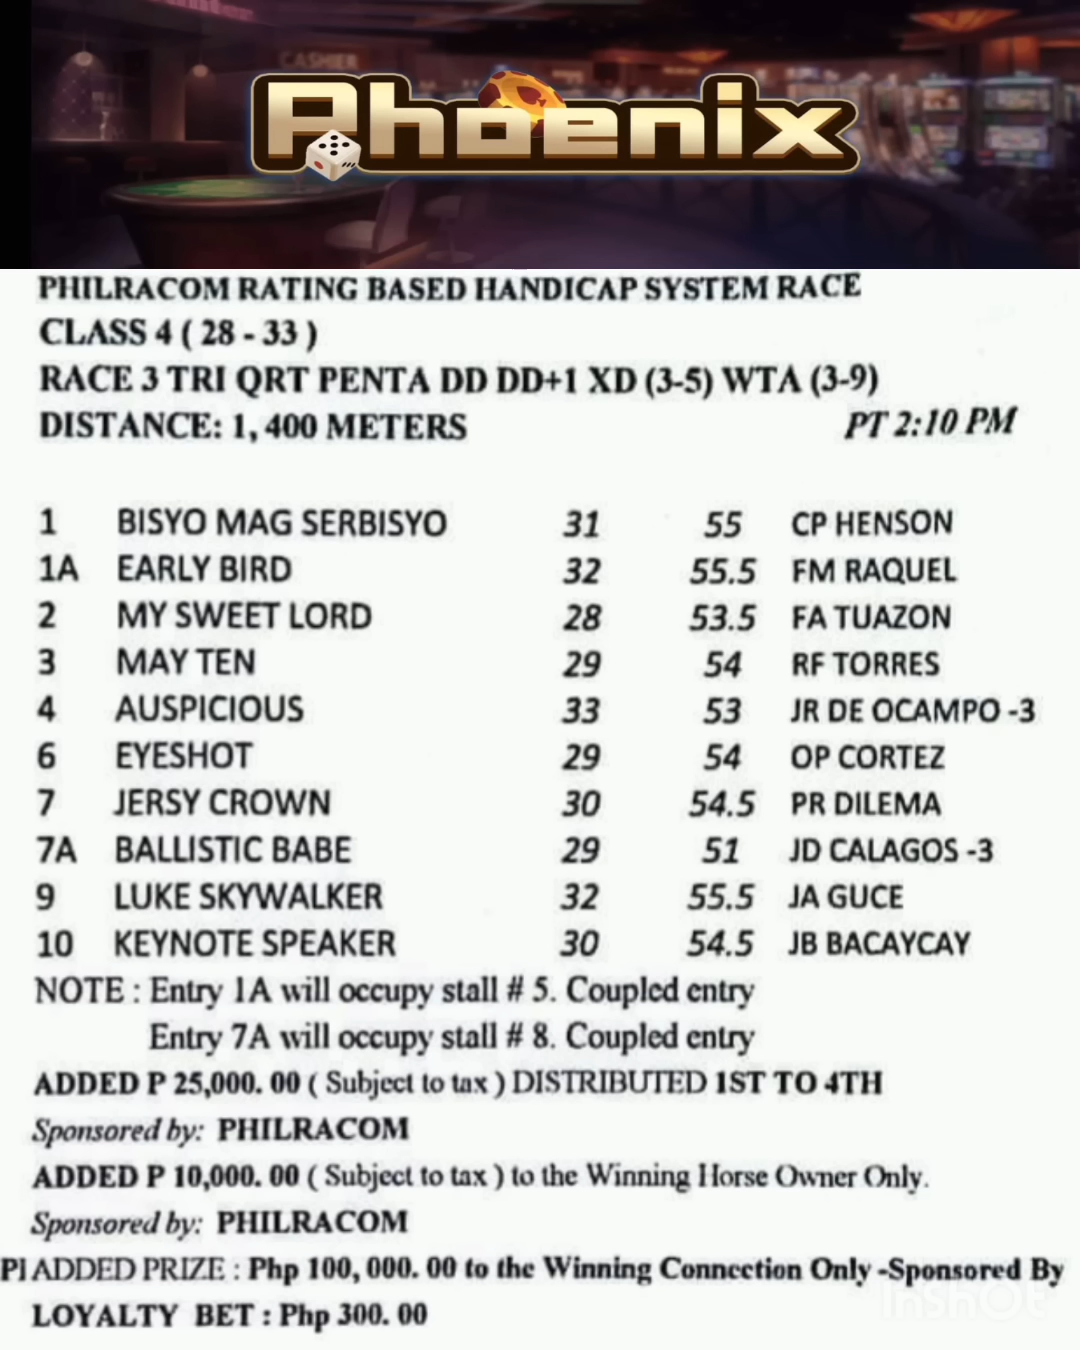 CASHIER
Phoenix
PHILRACOM RATING BASED HANDICAP SYSTEM RACE
CLASS 4 ( 28 - 33 )
RACE 3 TRI QRT PENTA DD DD+1 XD (3-5) WTA (3-9)
DISTANCE: 1, 400 METERS PT 2:10 PM
1 BISYO MAG SERBISYO 31 55 CP HENSON
1A EARLY BIRD 32 55.5 FM RAQUEL
2 MY SWEET LORD 28 53.5 FA TUAZON
3 MAY TEN 29 54 RF TORRES
4 AUSPICIOUS 33 53 JR DE OCAMPO -3
6 EYESHOT 29 54 OP CORTEZ
7 JERSY CROWN 30 54.5 PR DILEMA
7A BALLISTIC BABE 29 51 JD CALAGOS -3
9 LUKE SKYWALKER 32 55.5 JA GUCE
10 KEYNOTE SPEAKER 30 54.5 JB BACAYCAY
NOTE : Entry 1A will occupy stall # 5. Coupled entry
Entry 7A will occupy stall # 8. Coupled entry
ADDED P 25,000. 00 ( Subject to tax ) DISTRIBUTED 1ST TO 4TH
Sponsored by: PHILRACOM
ADDED P 10,000. 00 ( Subject to tax ) to the Winning Horse Owner Only.
Sponsored by: PHILRACOM
ADDED PRIZE : Php 100, 000. 00 to the Winning Connection Only -Sponsored By
LOYALTY BET : Php 300. 00
InShOt